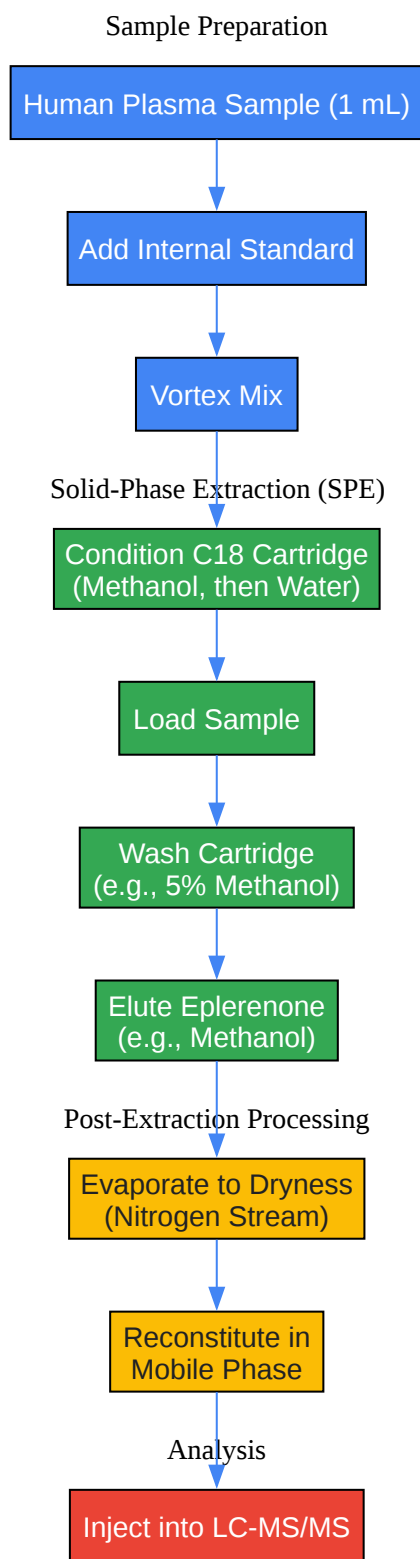 Sample Preparation
Human Plasma Sample (1 mL)
Add Internal Standard
Vortex Mix
Solid-Phase Extraction (SPE)
Condition C18 Cartridge
(Methanol, then Water)
Load Sample
Wash Cartridge
(e.g., 5% Methanol)
Elute Eplerenone
(e.g., Methanol)
Post-Extraction Processing
Evaporate to Dryness
(Nitrogen Stream)
Reconstitute in
Mobile Phase
Analysis
Inject into LC-MS/MS